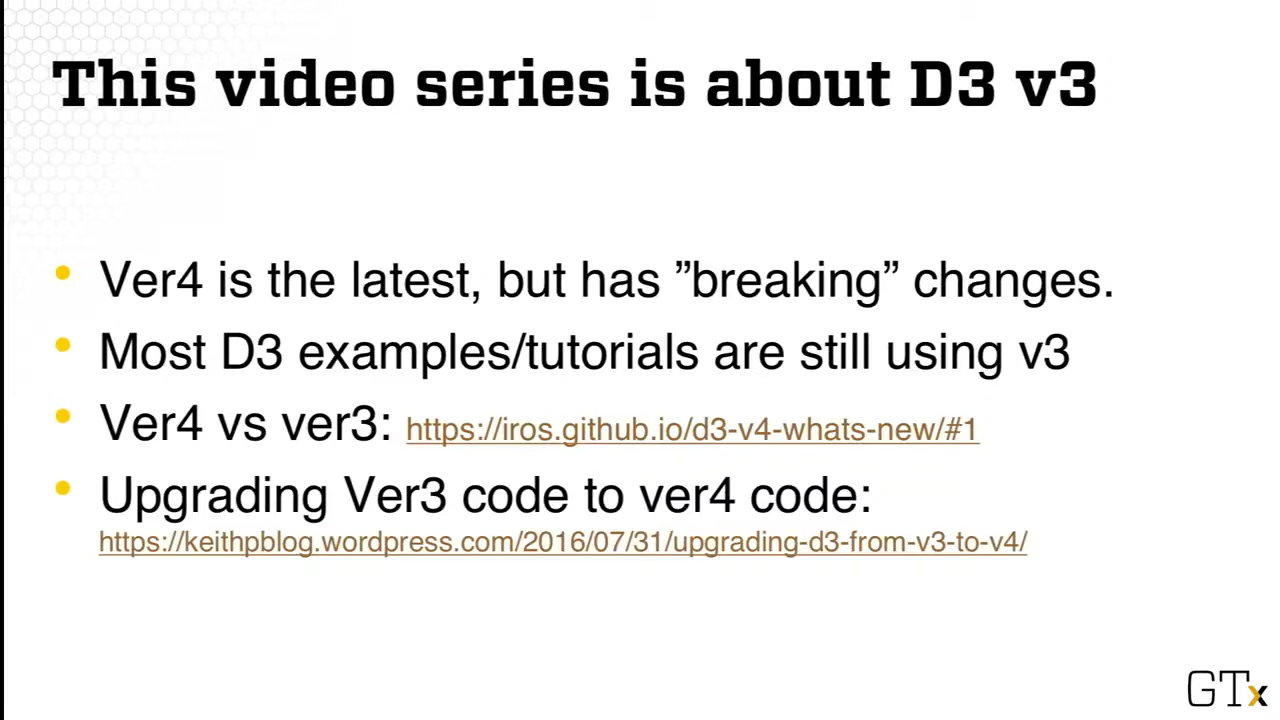 This video series is about D3 v3
Ver4 is the latest, but has ”breaking” changes.
Most D3 examples/tutorials are still using v3
Ver4 vs ver3: https://iros.github.io/d3-v4-whats-new/#1
Upgrading Ver3 code to ver4 code:
https://keithpblog.wordpress.com/2016/07/31/upgrading-d3-from-v3-to-v4/
GTx